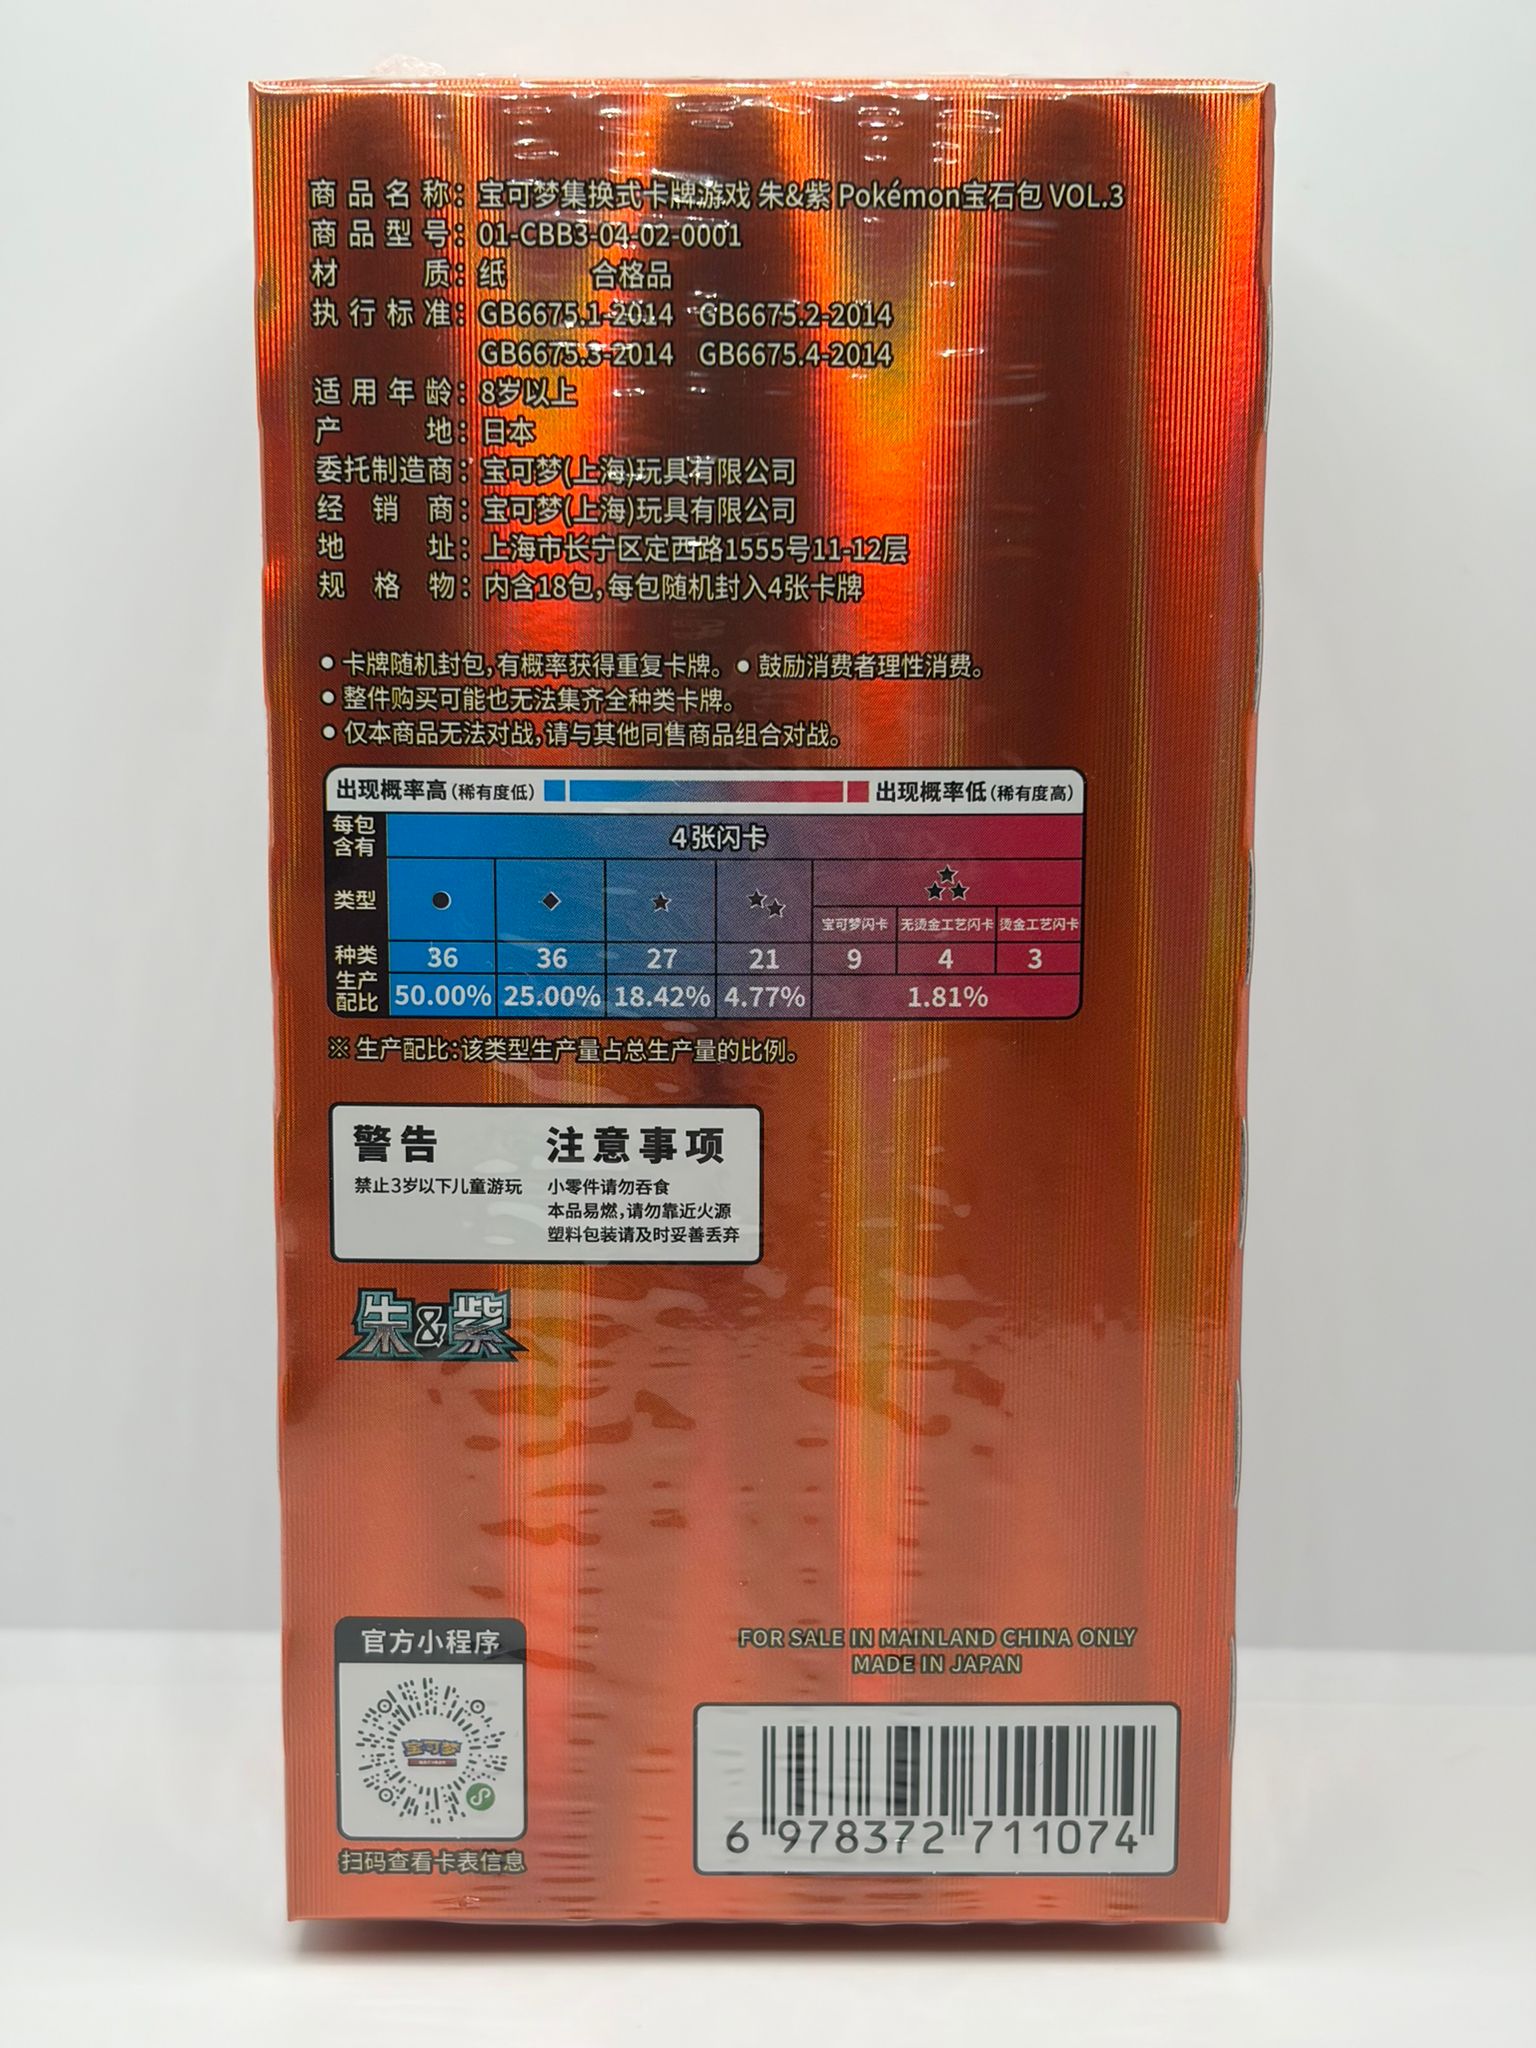 商品名称：宝可梦集换式卡牌游戏 朱&紫 Pokémon宝石包 VOL.3
商品型号：01-CBB3-04-02-0001
材质：纸 合格品
执行标准：GB6675.1-2014 GB6675.2-2014
GB6675.3-2014 GB6675.4-2014
适用年龄：8岁以上
产地：日本
委托制造商：宝可梦(上海)玩具有限公司
经销商：宝可梦(上海)玩具有限公司
地址：上海市长宁区定西路1555号11-12层
规格物：内含18包，每包随机封入4张卡牌
●卡牌随机封包，有概率获得重复卡牌。●鼓励消费者理性消费。
●整件购买可能也无法集齐全种类卡牌。
●仅本商品无法对战，请与其他同售商品组合对战。
出现概率高（稀有度低） 出现概率低（稀有度高）
每包含有 4张闪卡
类型 ● ◆ ★ ★★ ★★★
宝可梦闪卡 无烫金工艺闪卡 烫金工艺闪卡
种类 36 36 27 21 9 4 3
生产配比 50.00% 25.00% 18.42% 4.77% 1.81%
※ 生产配比：该类型生产量占总生产量的比例。
警告 注意事项
禁止3岁以下儿童游玩 小零件请勿吞食
本品易燃，请勿靠近火源
塑料包装请及时妥善丢弃
朱&紫
官方小程序
宝可梦
扫码查看卡表信息
FOR SALE IN MAINLAND CHINA ONLY
MADE IN JAPAN
6 978372 711074